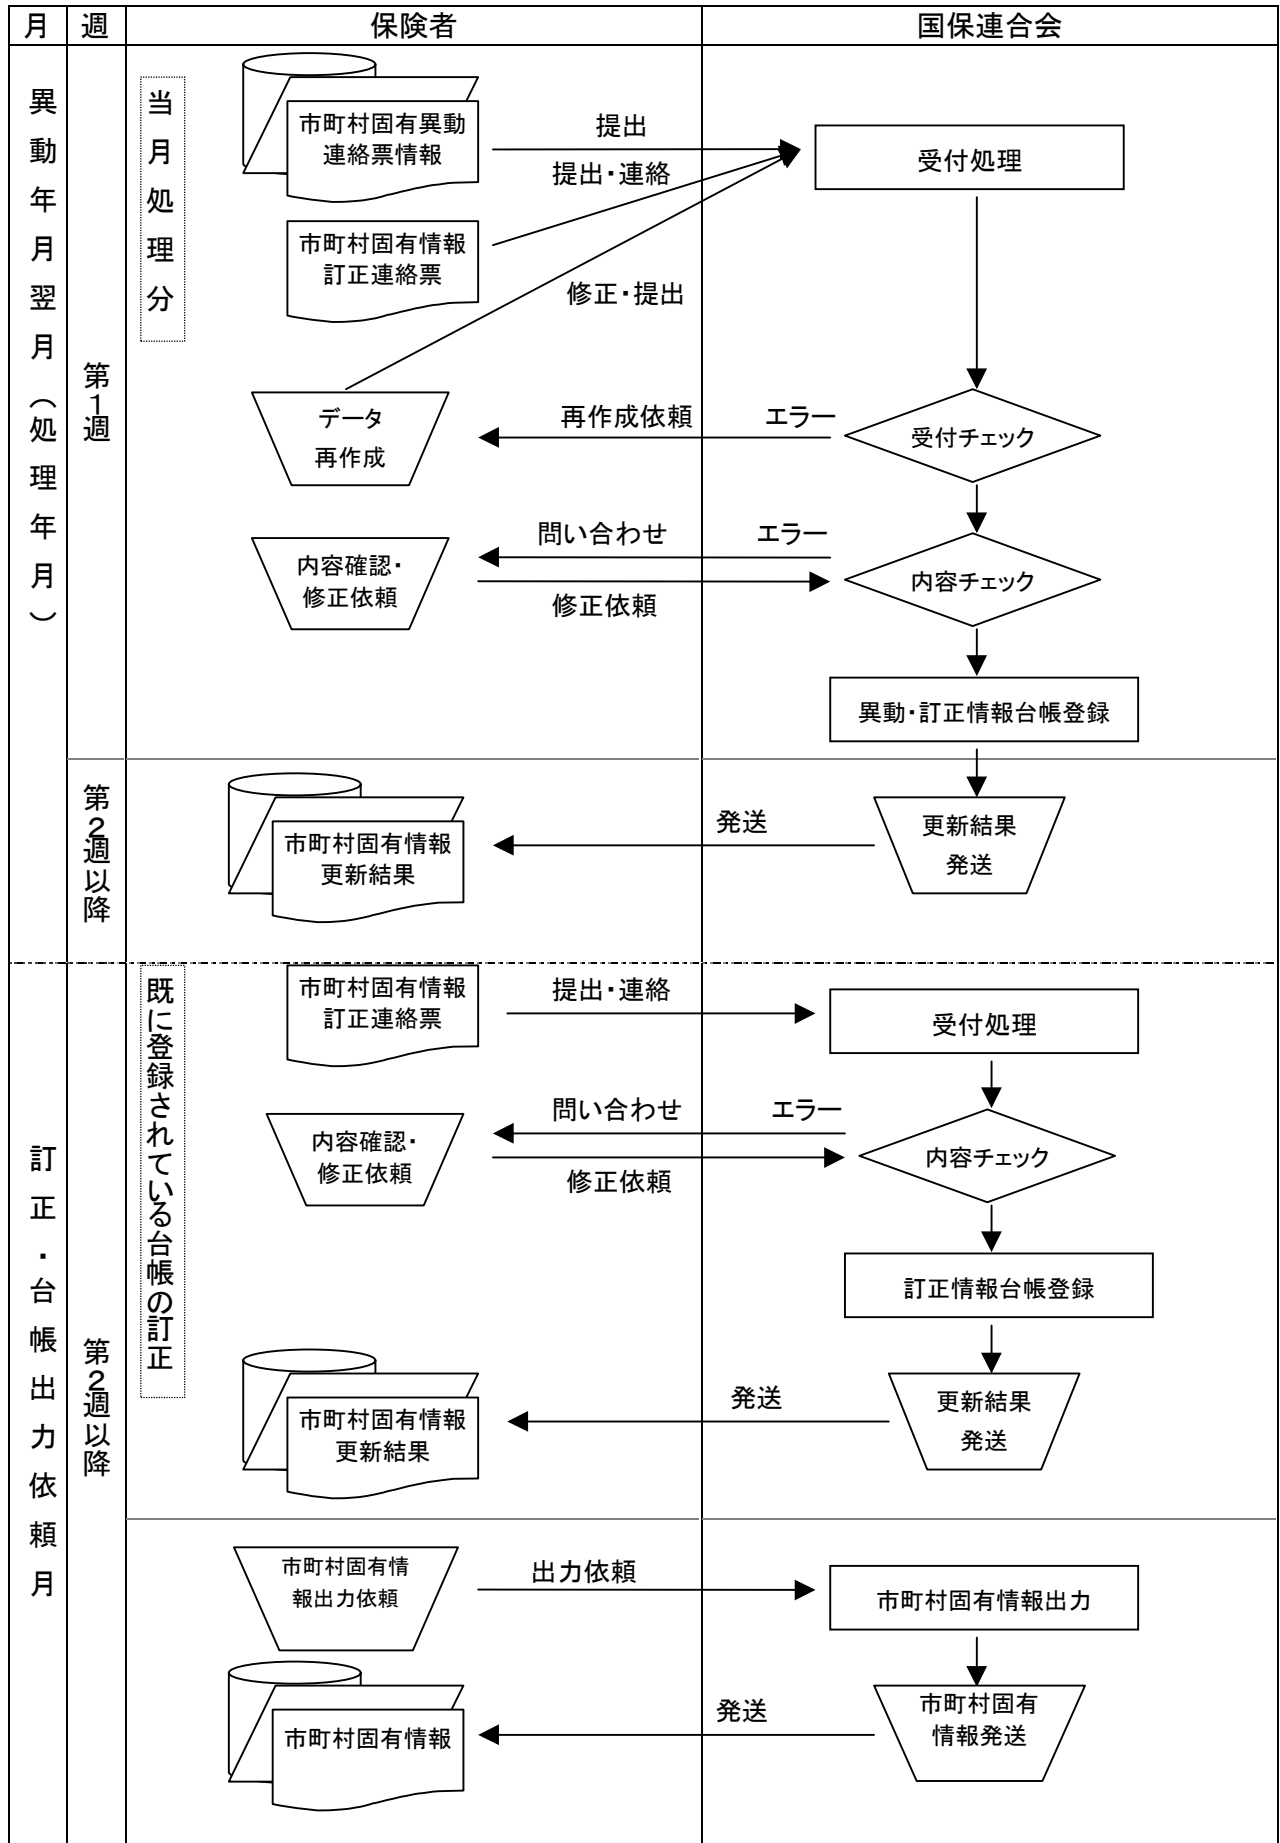 月
週
保険者
国保連合会
異動年月翌月（処理年月）
第1週
当月処理分
市町村固有異動
連絡票情報
提出
受付処理
提出・連絡
市町村固有情報
訂正連絡票
修正・提出
データ
再作成
再作成依頼
エラー
受付チェック
内容確認・
修正依頼
問い合わせ
エラー
修正依頼
内容チェック
異動・訂正情報台帳登録
第2週以降
市町村固有情報
更新結果
発送
更新結果
発送
訂正・台帳出力依頼月
第2週以降
既に登録されている台帳の訂正
市町村固有情報
訂正連絡票
提出・連絡
受付処理
内容確認・
修正依頼
問い合わせ
エラー
修正依頼
内容チェック
訂正情報台帳登録
市町村固有情報
更新結果
発送
更新結果
発送
市町村固有情
報出力依頼
出力依頼
市町村固有情報出力
市町村固有情報
発送
市町村固有
情報発送